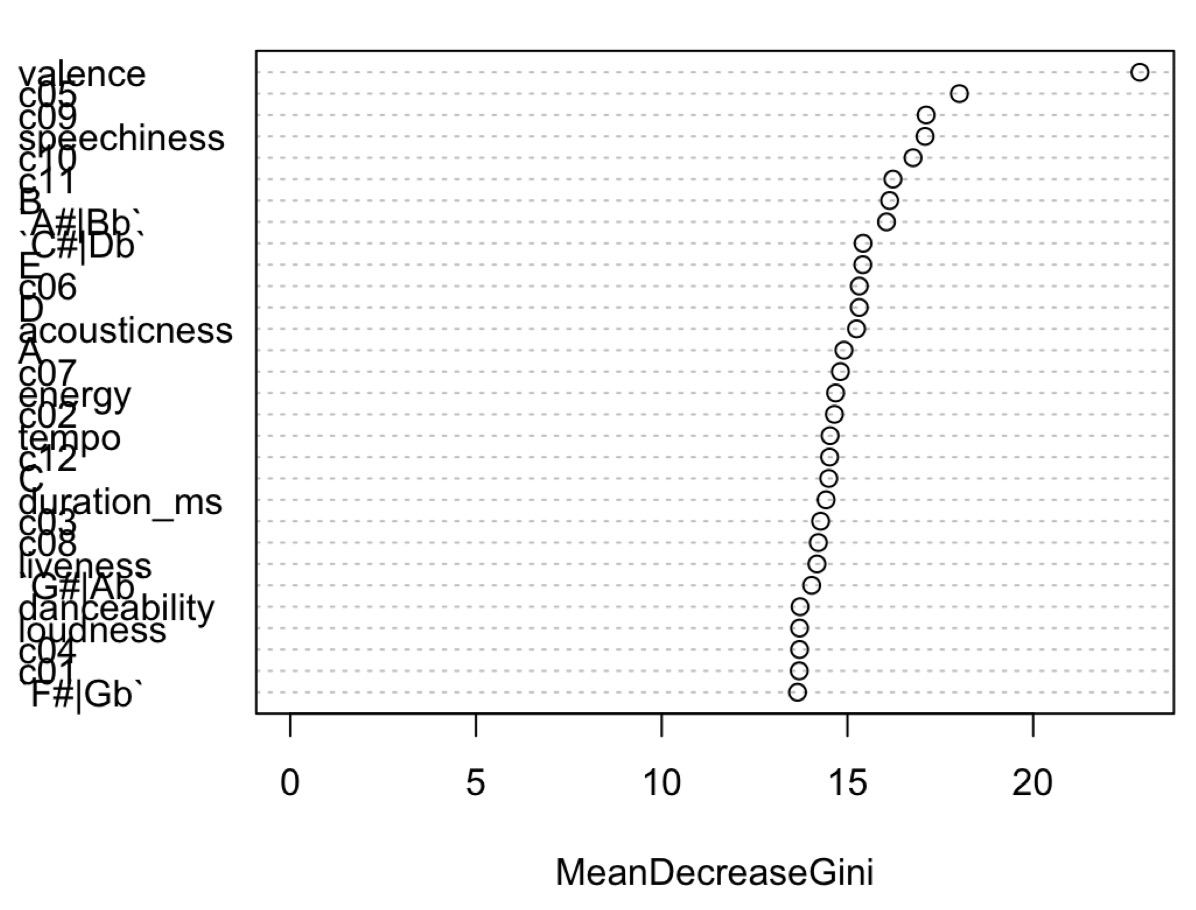 valence
c05
c09
speechiness
c10
c11
B
`A#|Bb`
`C#|Db`
E
c06
D
acousticness
A
c07
energy
c02
tempo
c12
C
duration_ms
c03
c08
liveness
`G#|Ab`
danceability
loudness
c04
c01
`F#|Gb`
0 5 10 15 20
MeanDecreaseGini